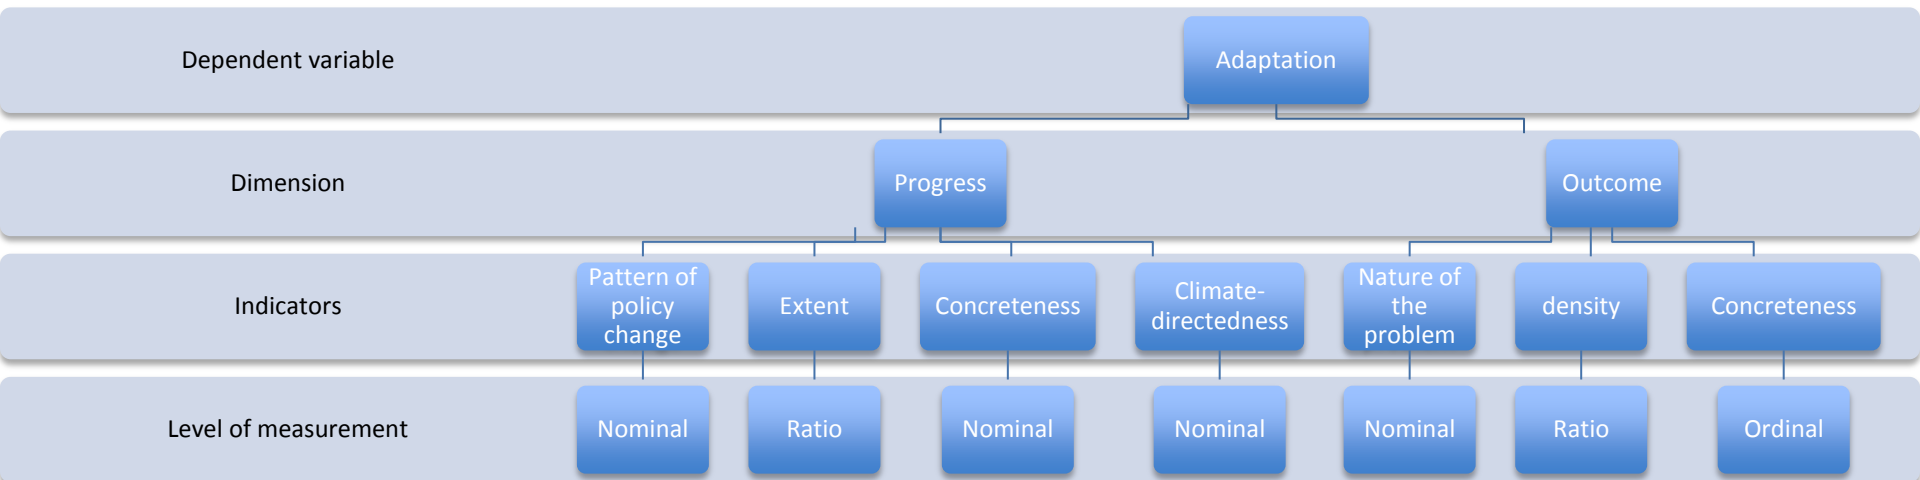 Dependent variable
Adaptation
Dimension
Progress
Outcome
Indicators
Pattern of
policy
change
Extent
Concreteness
Climate-
directedness
Nature of
the
problem
density
Concreteness
Level of measurement
Nominal
Ratio
Nominal
Nominal
Nominal
Ratio
Ordinal